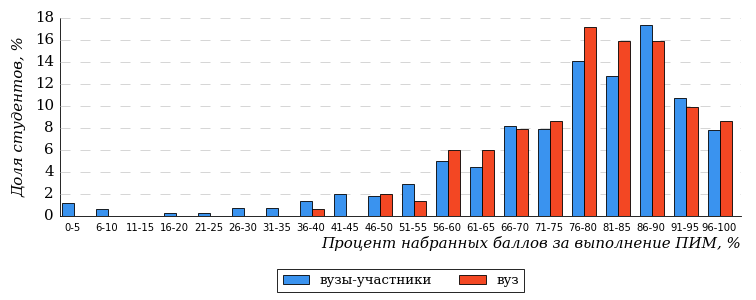 18
16
14
12
10
8
6
4
2
0
Доля студентов, %
0-5 6-10 11-15 16-20 21-25 26-30 31-35 36-40 41-45 46-50 51-55 56-60 61-65 66-70 71-75 76-80 81-85 86-90 91-95 96-100
Процент набранных баллов за выполнение ПИМ, %
вузы-участники вуз